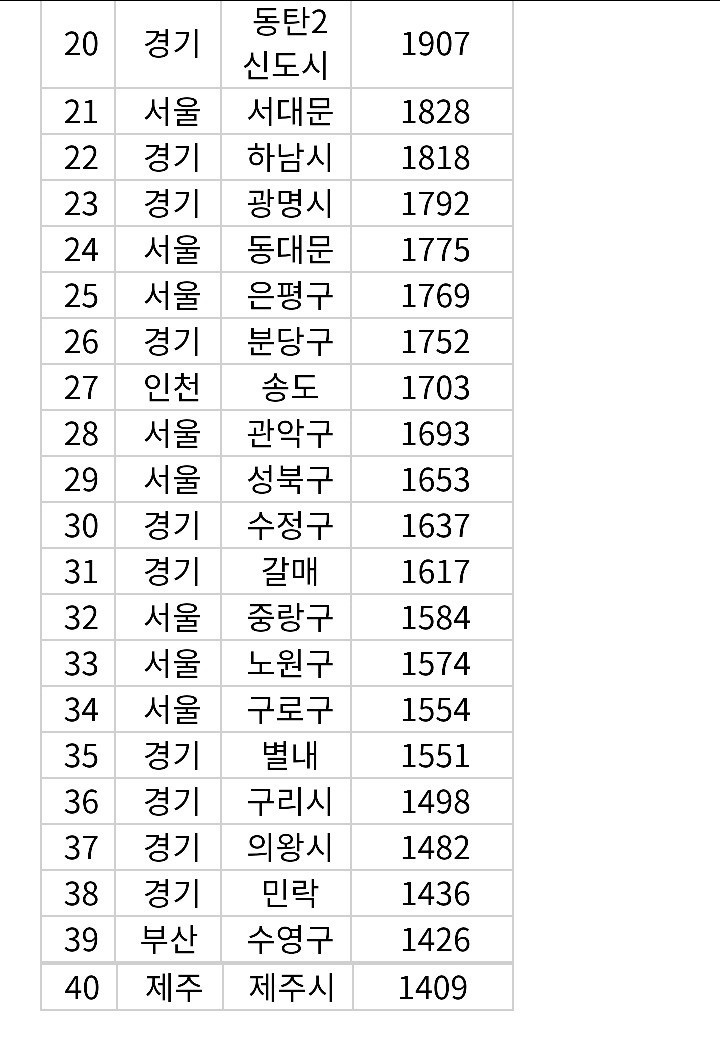 20 경기 동탄2
신도시 1907
21 서울 서대문 1828
22 경기 하남시 1818
23 경기 광명시 1792
24 서울 동대문 1775
25 서울 은평구 1769
26 경기 분당구 1752
27 인천 송도 1703
28 서울 관악구 1693
29 서울 성북구 1653
30 경기 수정구 1637
31 경기 갈매 1617
32 서울 중랑구 1584
33 서울 노원구 1574
34 서울 구로구 1554
35 경기 별내 1551
36 경기 구리시 1498
37 경기 의왕시 1482
38 경기 민락 1436
39 부산 수영구 1426
40 제주 제주시 1409